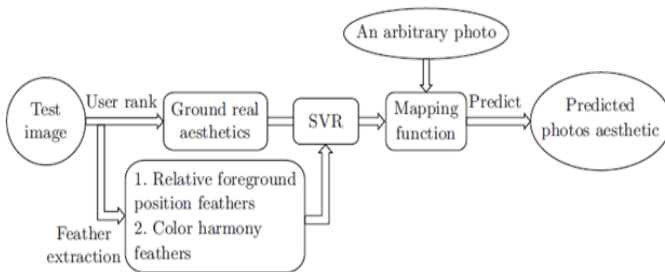 An arbitrary photo
Test
image
User rank
Ground real
aesthetics
SVR
Mapping
function
Predict
Predicted
photos aesthetic
1. Relative foreground
position feathers
2. Color harmony
feathers
Feather
extraction